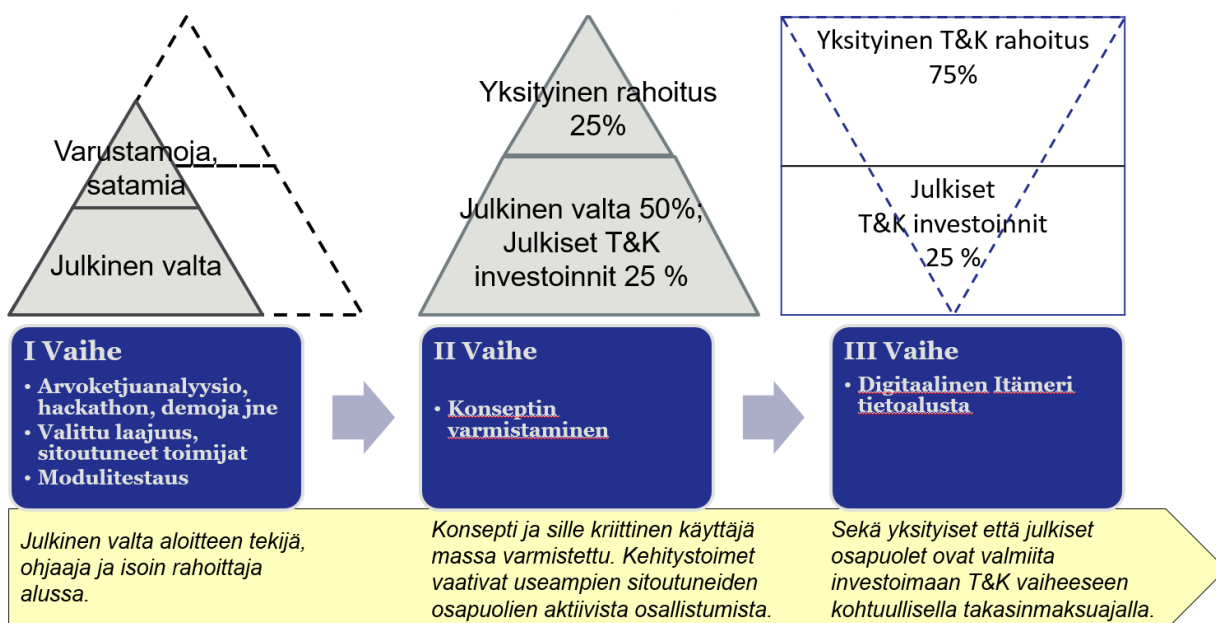 Varustamoja,
satamia
Julkinen valta
Yksityinen rahoitus
25%
Julkinen valta 50%;
Julkiset T&K
investoinnit 25 %
Yksityinen T&K rahoitus
75%
Julkiset
T&K investoinnit
25 %
I Vaihe
• Arvoketjuanalyysio,
hackathon, demoja jne
• Valittu laajuus,
sitoutuneet toimijat
• Modulitestaus
II Vaihe
• Konseptin
varmistaminen
III Vaihe
• Digitaalinen Itämeri
tietoalusta
Julkinen valta aloitteen tekijä,
ohjaaja ja isoin rahoittaja
alussa.
Konsepti ja sille kriittinen käyttäjä
massa varmistettu. Kehitystoimet
vaativat useampien sitoutuneiden
osapuolien aktiivista osallistumista.
Sekä yksityiset että julkiset
osapuolet ovat valmiita
investoimaan T&K vaiheeseen
kohtuullisella takasinmaksuajalla.